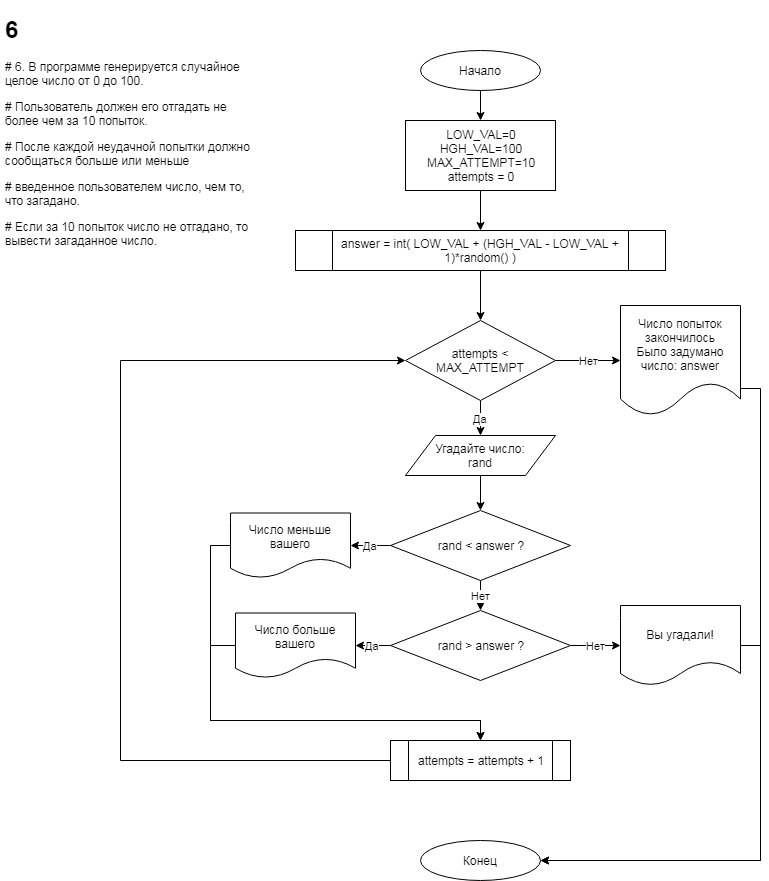 6
# 6. В программе генерируется случайное
целое число от 0 до 100.
# Пользователь должен его отгадать не
более чем за 10 попыток.
# После каждой неудачной попытки должно
сообщаться больше или меньше
# введенное пользователем число, чем то,
что загадано.
# Если за 10 попыток число не отгадано, то
вывести загаданное число.
Начало
LOW_VAL=0
HGH_VAL=100
MAX_ATTEMPT=10
attempts = 0
answer = int( LOW_VAL + (HGH_VAL - LOW_VAL +
1)*random() )
attempts <
MAX_ATTEMPT
Нет
Число попыток
закончилось
Было задумано
число: answer
Да
Угадайте число:
rand
Число меньше
вашего
Да
rand < answer ?
Нет
Число больше
вашего
Да
rand > answer ?
Нет
Вы угадали!
attempts = attempts + 1
Конец